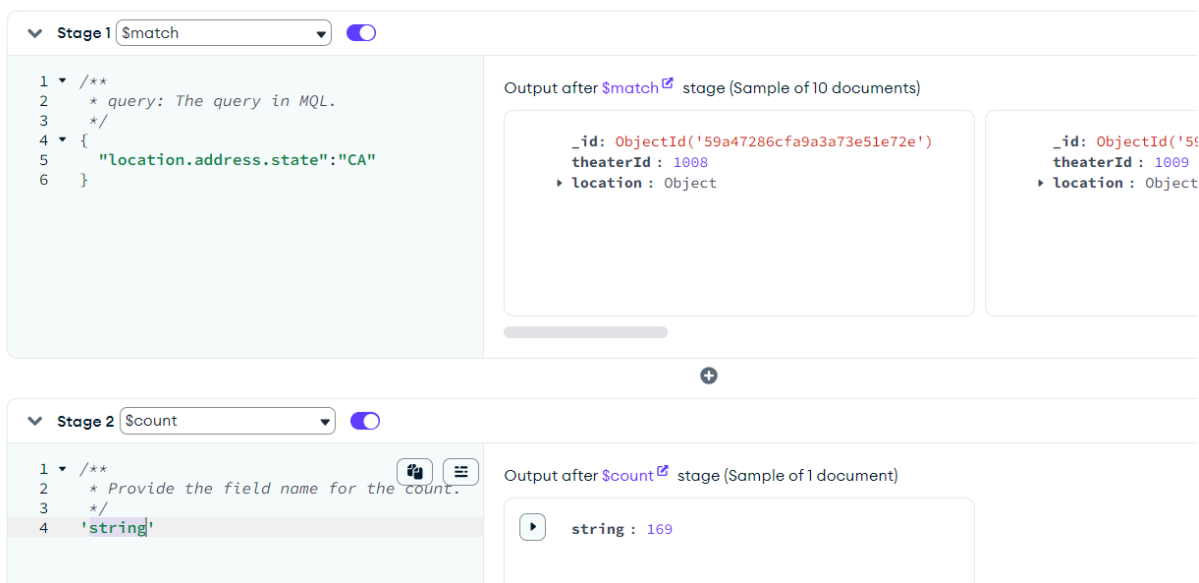 Stage 1 $match
1 /**
2 * query: The query in MQL.
3 */
4 {
5 "location.address.state":"CA"
6 }
Output after $match stage (Sample of 10 documents)
_id: ObjectId('59a47286cfa9a3a73e51e72e')
theaterId : 1008
location : Object
_id: ObjectId('59
theaterId : 1009
location : Object
Stage 2 $count
1 /**
2 * Provide the field name for the count.
3 */
4 'string'
Output after $count stage (Sample of 1 document)
string : 169